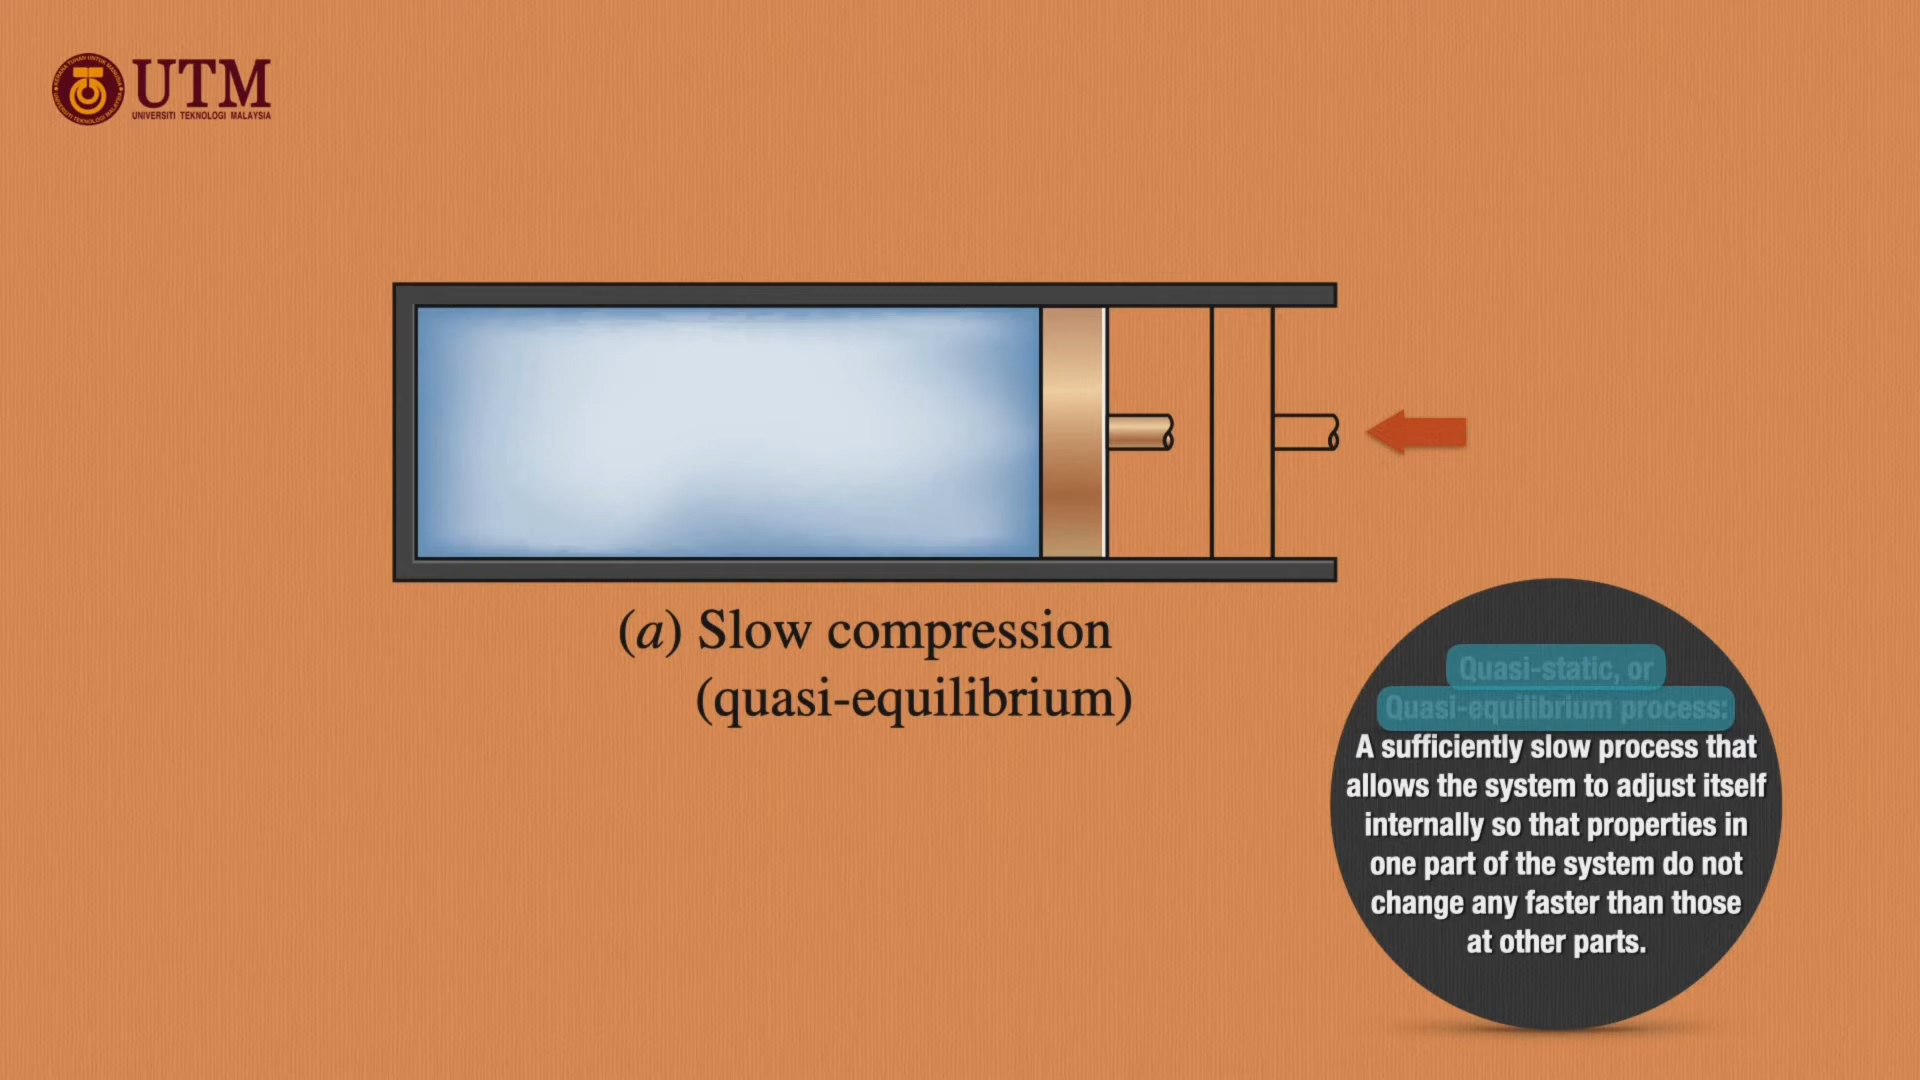 UTM
UNIVERSITI TEKNOLOGI MALAYSIA
(a) Slow compression
(quasi-equilibrium)
Quasi-static, or
Quasi-equilibrium process:
A sufficiently slow process that
allows the system to adjust itself
internally so that properties in
one part of the system do not
change any faster than those
at other parts.